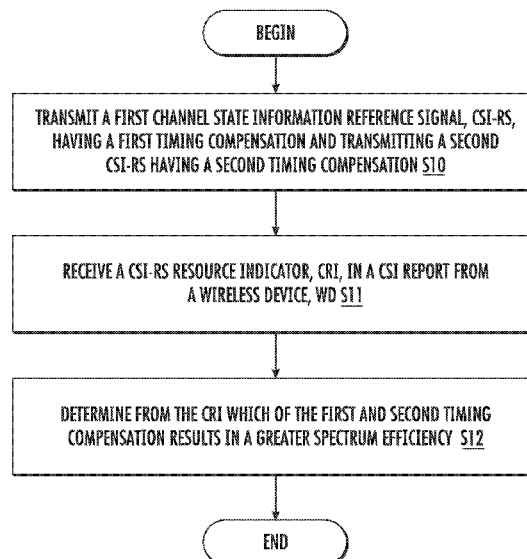 BEGIN
TRANSMIT A FIRST CHANNEL STATE INFORMATION REFERENCE SIGNAL, CSI-RS,
HAVING A FIRST TIMING COMPENSATION AND TRANSMITTING A SECOND
CSI-RS HAVING A SECOND TIMING COMPENSATION S10
RECEIVE A CSI-RS RESOURCE INDICATOR, CRI, IN A CSI REPORT FROM
A WIRELESS DEVICE, WD S11
DETERMINE FROM THE CRI WHICH OF THE FIRST AND SECOND TIMING
COMPENSATION RESULTS IN A GREATER SPECTRUM EFFICIENCY S12
END